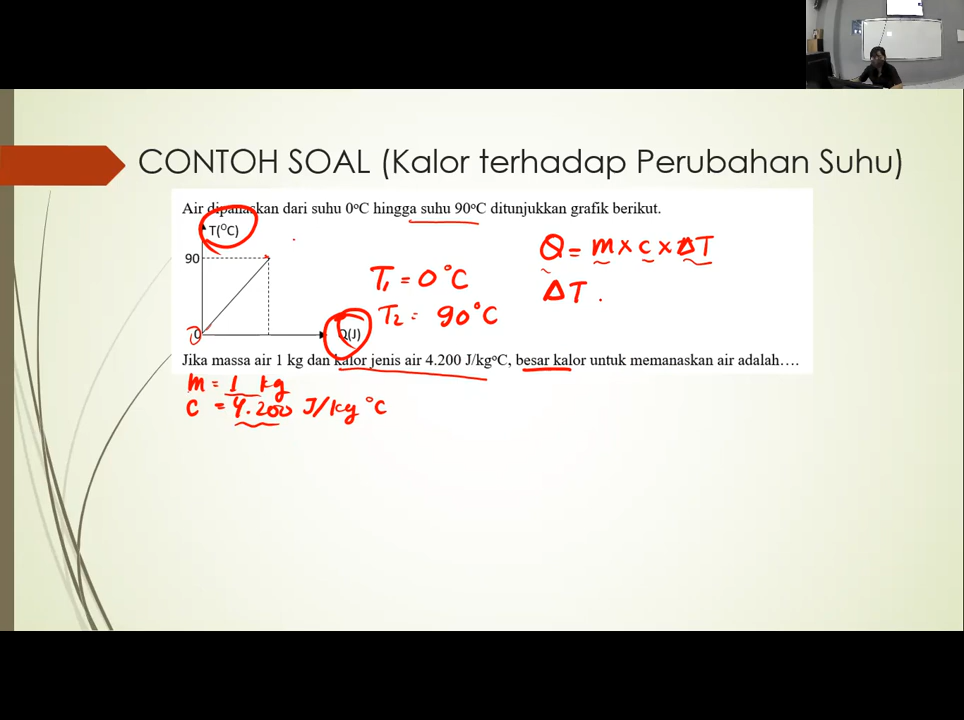 CONTOH SOAL (Kalor terhadap Perubahan Suhu)
Air dipanaskan dari suhu 0°C hingga suhu 90°C ditunjukkan grafik berikut.
T(°C)
90
0
Q(J)
T₁ = 0°C
T₂ = 90°C
Q = m x c x ΔT
ΔT
Jika massa air 1 kg dan kalor jenis air 4.200 J/kg°C, besar kalor untuk memanaskan air adalah….
m = 1 kg
c = 4.200 J/kg °C